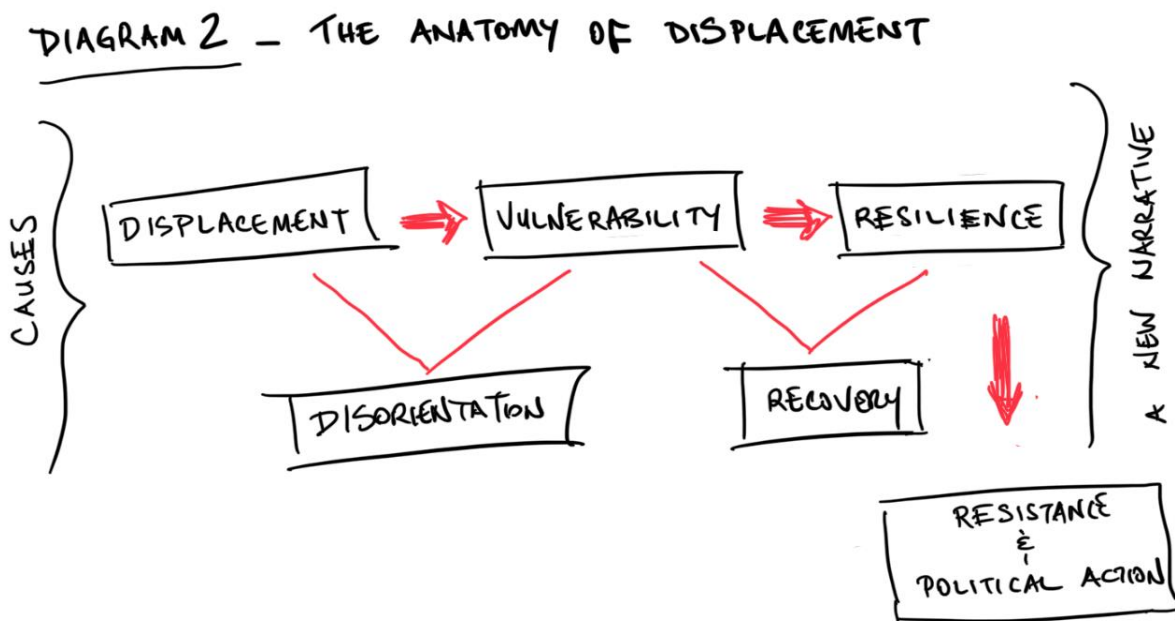 DIAGRAM 2 - THE ANATOMY OF DISPLACEMENT
CAUSES
DISPLACEMENT
VULNERABILITY
RESILIENCE
DISORIENTATION
RECOVERY
RESISTANCE
&
POLITICAL ACTION
A NEW NARRATIVE